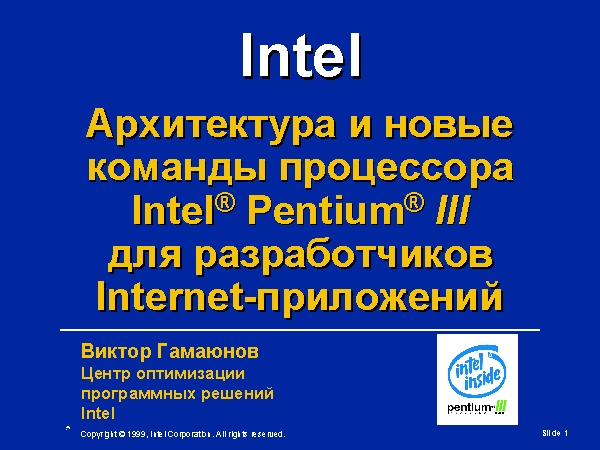 Intel
Архитектура и новые
команды процессора
Intel® Pentium® III
для разработчиков
Internet-приложений
Виктор Гамаюнов
Центр оптимизации
программных решений
Intel
intel
inside
pentium·III
*
Copyright © 1999, Intel Corporation. All rights reserved.
Slide 1